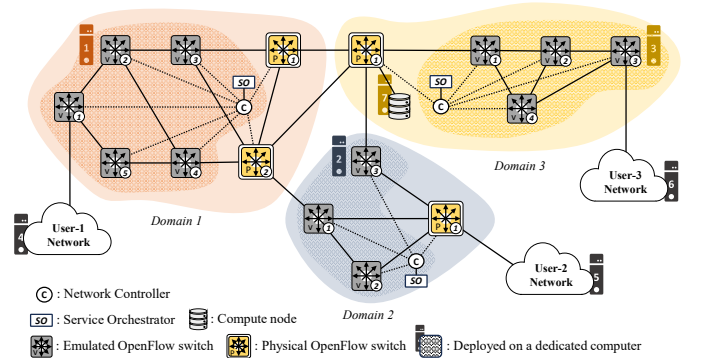 1
V
2
V
3
P
1
P
1
V
1
V
2
V
3
3
SO
C
SO
C
7
V
1
V
4
V
5
V
4
P
2
2
V
3
Domain 3
User-3
Network
6
Domain 1
4
User-1
Network
V
1
P
1
C
SO
V
2
User-2
Network
5
Domain 2
C : Network Controller
SO : Service Orchestrator : Compute node
V : Emulated OpenFlow switch P : Physical OpenFlow switch : Deployed on a dedicated computer